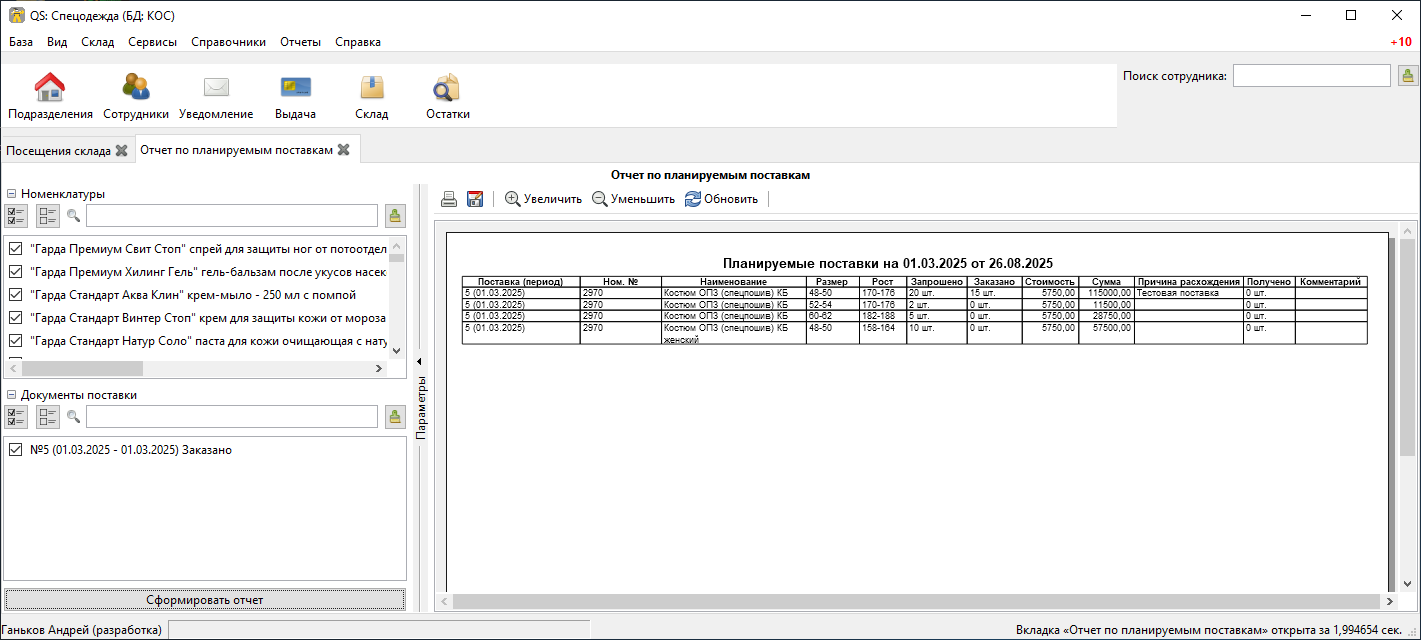 QS: Спецодежда (БД: КОС)
База Вид Склад Сервисы Справочники Отчеты Справка +10
Подразделения Сотрудники Уведомление Выдача Склад Остатки
Поиск сотрудника:
Посещения склада Отчет по планируемым поставкам
Отчет по планируемым поставкам
Номенклатуры
"Гарда Премиум Свит Стоп" спрей для защиты ног от потоотдел
"Гарда Премиум Хилинг Гель" гель-бальзам после укусов насек
"Гарда Стандарт Аква Клин" крем-мыло - 250 мл с помпой
"Гарда Стандарт Винтер Стоп" крем для защиты кожи от мороза
"Гарда Стандарт Натур Соло" паста для кожи очищающая с нату
Документы поставки
№5 (01.03.2025 - 01.03.2025) Заказано
Сформировать отчет
Параметры
Увеличить Уменьшить Обновить
Планируемые поставки на 01.03.2025 от 26.08.2025
Поставка (период) Ном. № Наименование Размер Рост Запрошено Заказано Стоимость Сумма Причина расхождения Получено Комментарий
5 (01.03.2025) 2970 Костюм ОПЗ (спецпошив) КБ 48-50 170-176 20 шт. 15 шт. 5750,00 115000,00 Тестовая поставка 0 шт.
5 (01.03.2025) 2970 Костюм ОПЗ (спецпошив) КБ 52-54 170-176 2 шт. 0 шт. 5750,00 11500,00 0 шт.
5 (01.03.2025) 2970 Костюм ОПЗ (спецпошив) КБ 60-62 182-188 5 шт. 0 шт. 5750,00 28750,00 0 шт.
5 (01.03.2025) 2970 Костюм ОПЗ (спецпошив) КБ 48-50 158-164 10 шт. 0 шт. 5750,00 57500,00 0 шт.
женский
Ганьков Андрей (разработка)
Вкладка «Отчет по планируемым поставкам» открыта за 1,994654 сек.